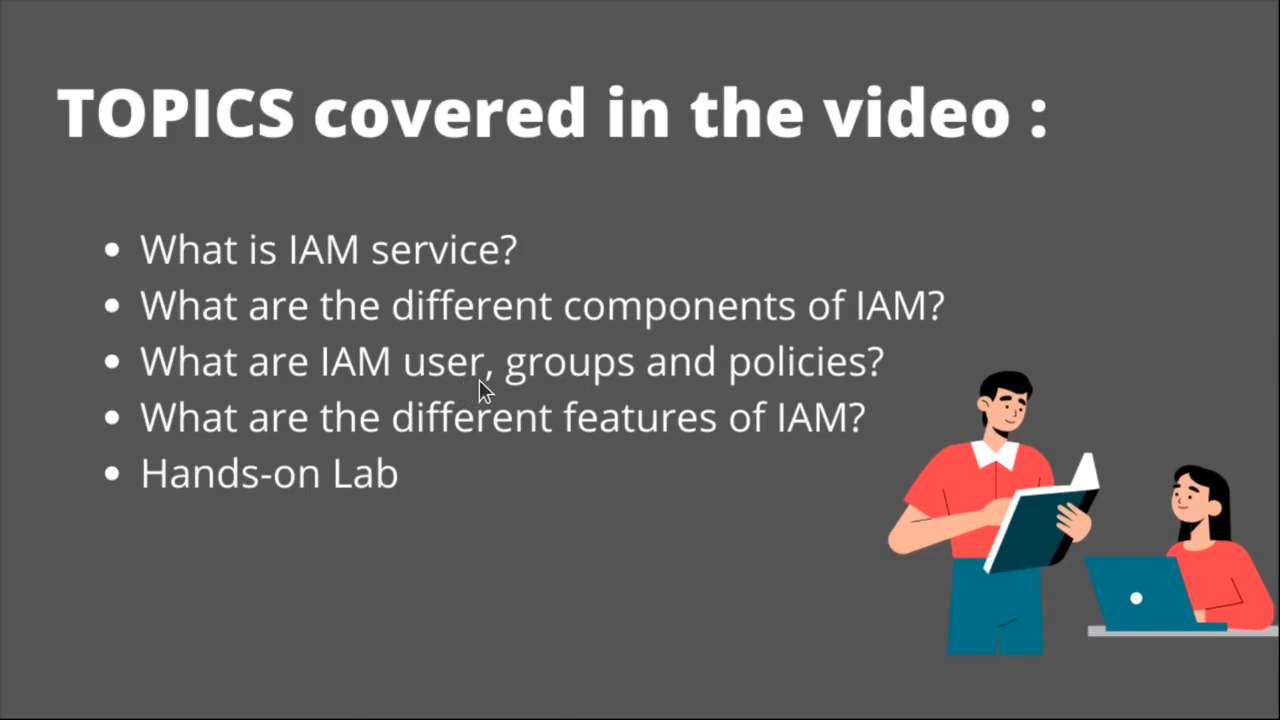 TOPICS covered in the video :
• What is IAM service?
• What are the different components of IAM?
• What are IAM user, groups and policies?
• What are the different features of IAM?
• Hands-on Lab